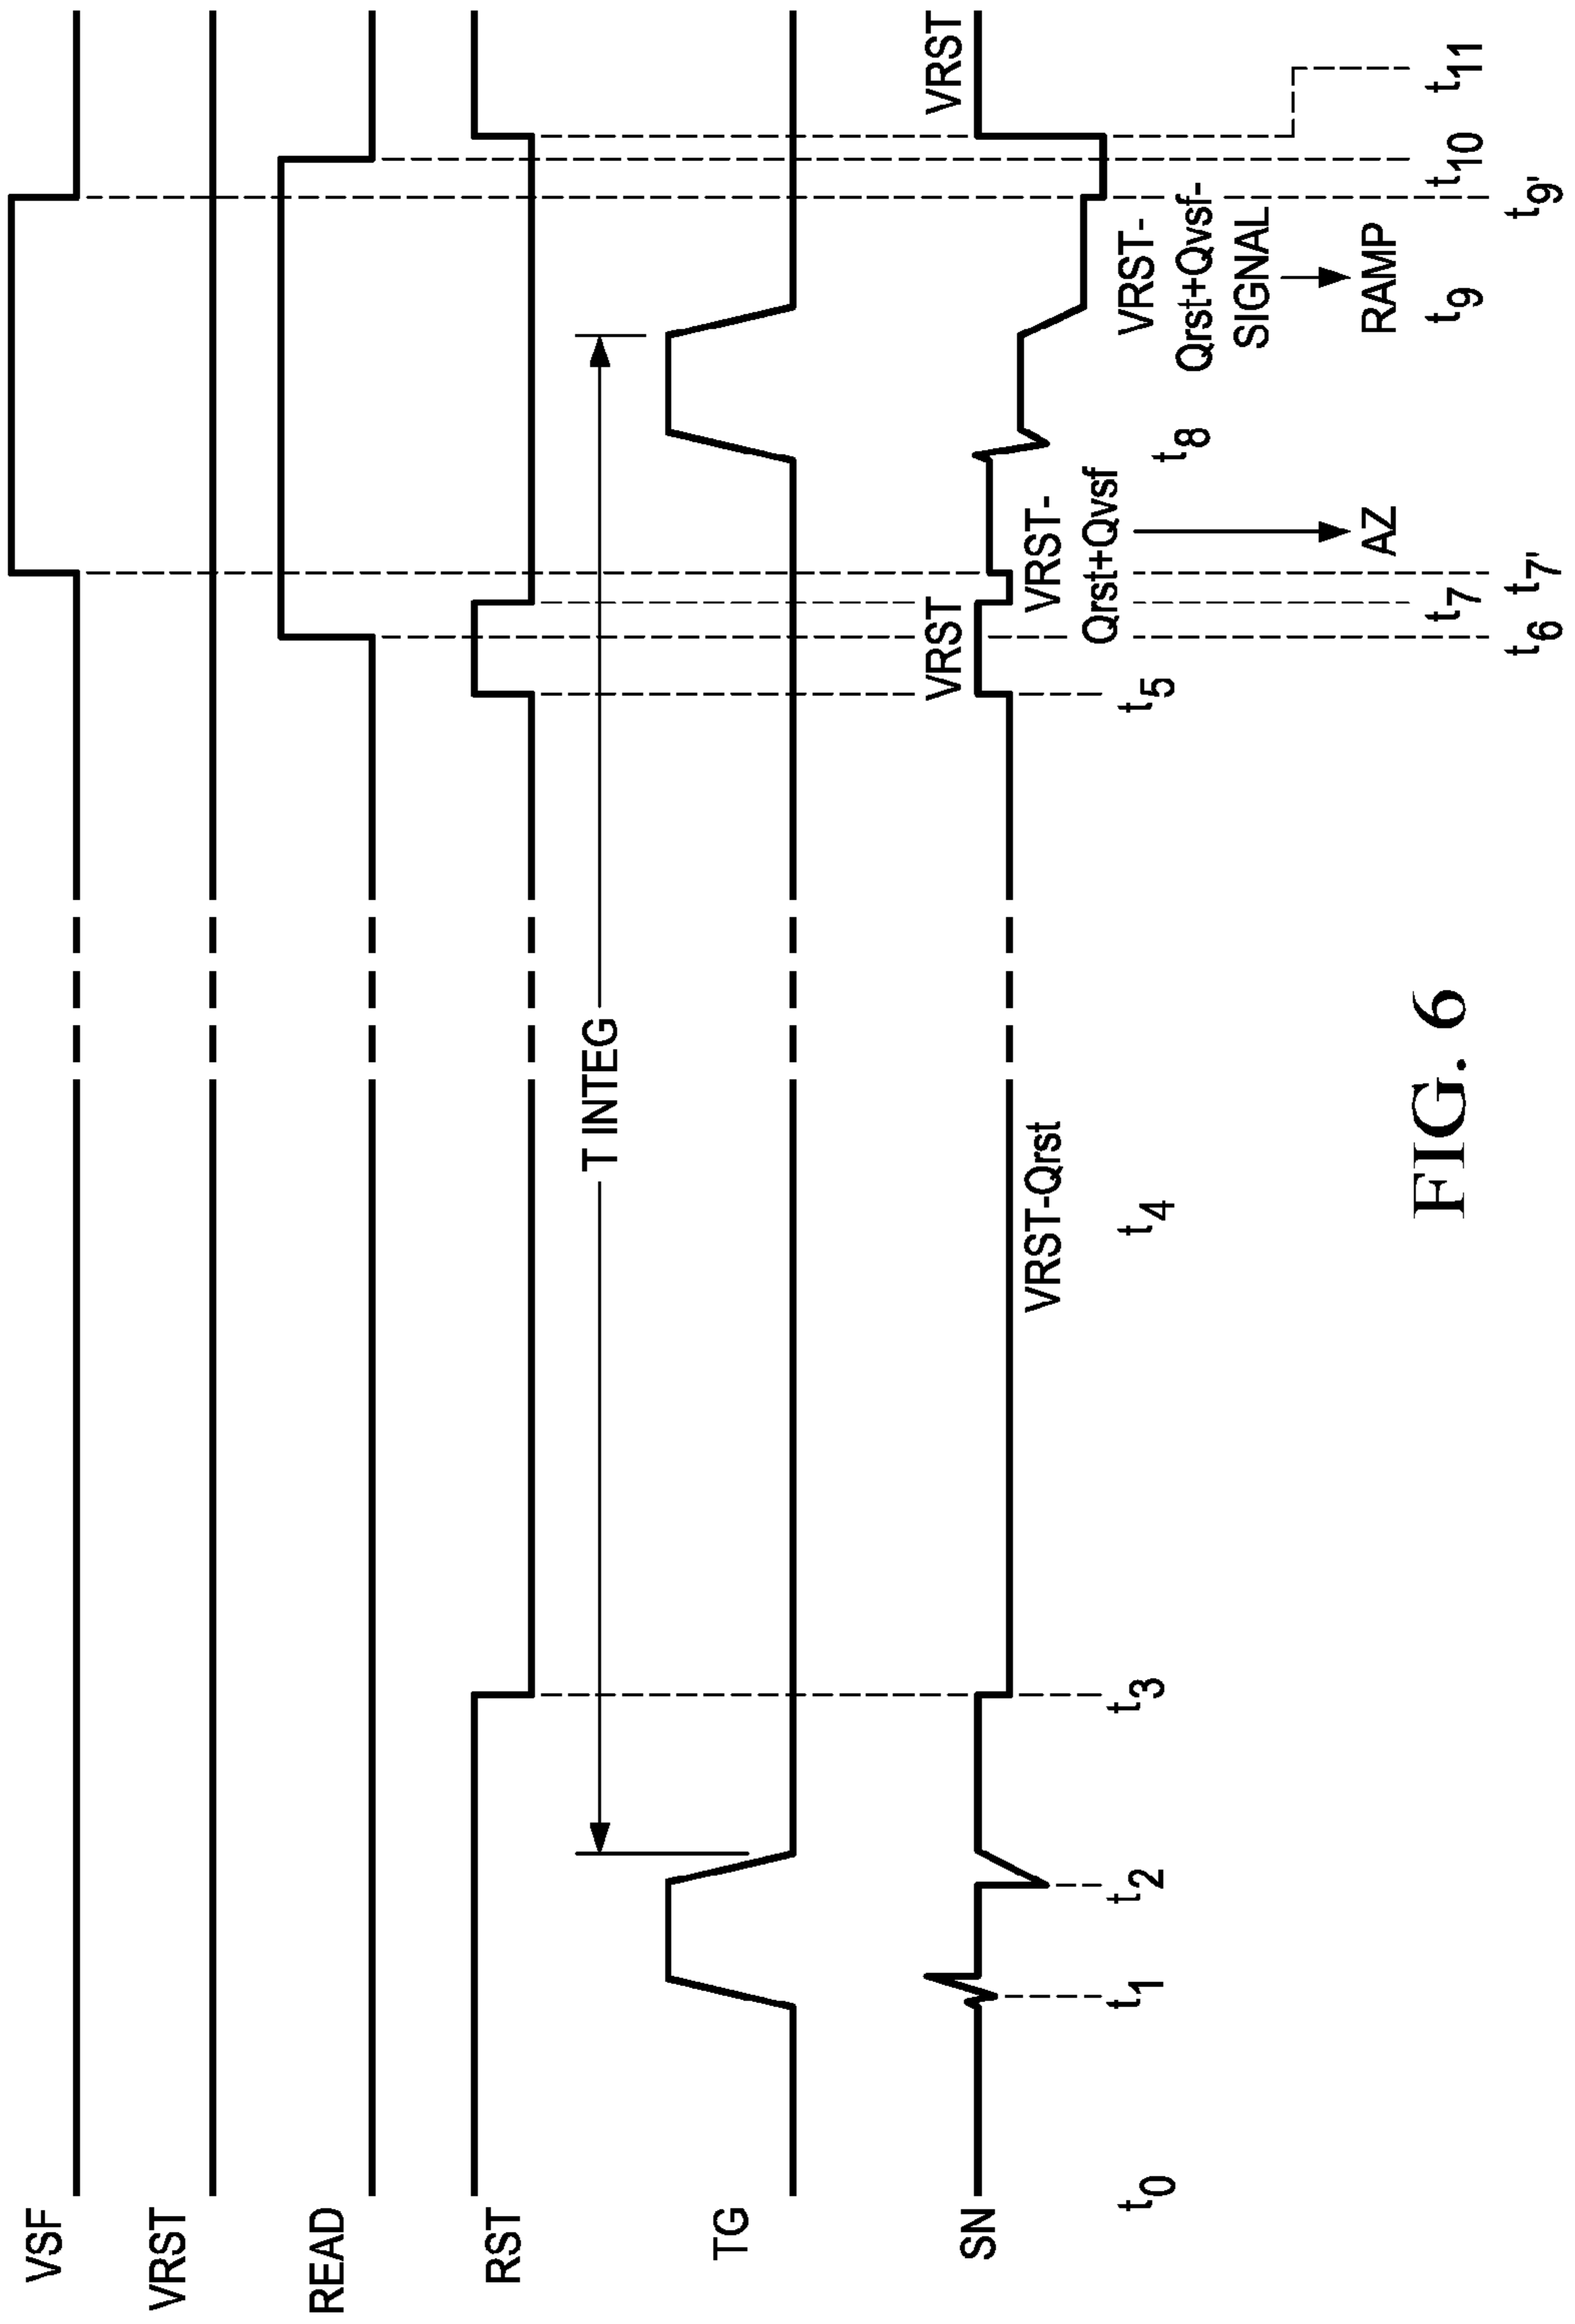 VSF
VRST
READ
RST
T INTEG
TG
SN
VRST-Qrst
VRST
VRST-
Qrst+Qvsf
AZ
VRST-
Qrst+Qvsf-
SIGNAL
RAMP
VRST
t0
t1
t2
t3
t4
t5
t6
t7
t7'
t8
t9
t9'
t10
t11
FIG. 6